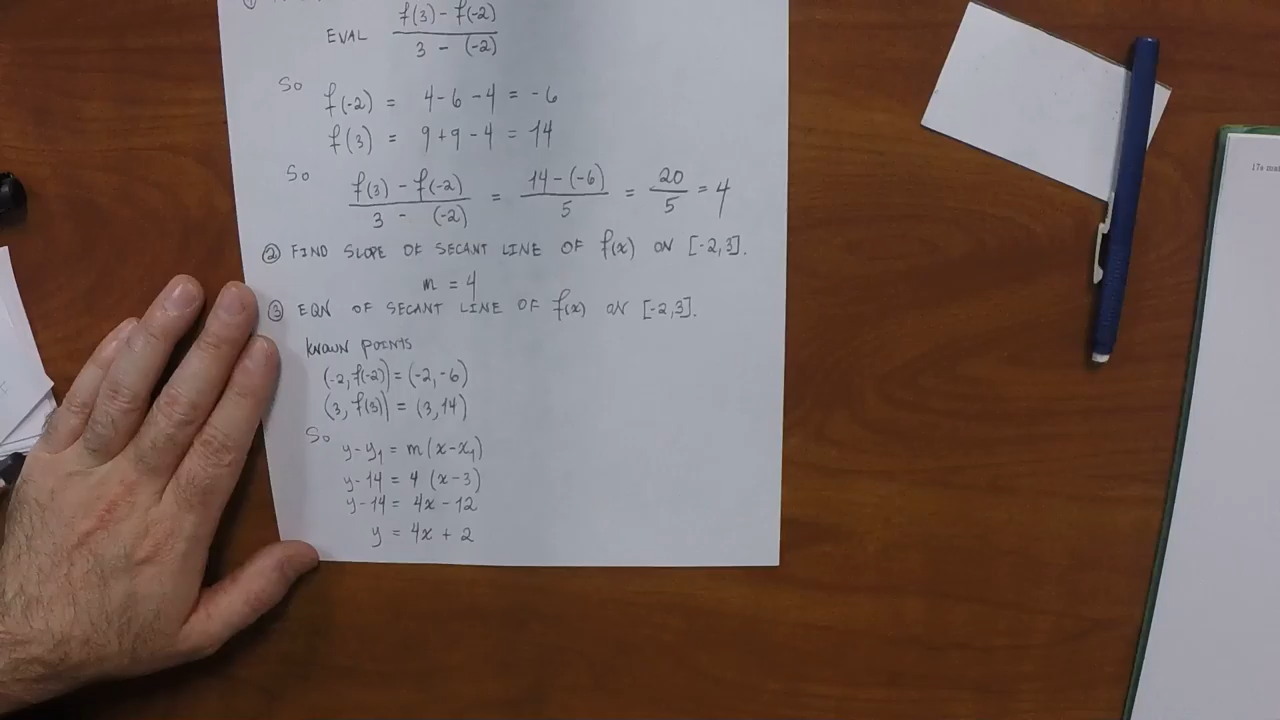 ①
EVAL f(3) - f(-2) / 3 - (-2)
So
f(-2) = 4 - 6 - 4 = -6
f(3) = 9 + 9 - 4 = 14
So
f(3) - f(-2) / 3 - (-2) = 14 - (-6) / 5 = 20 / 5 = 4
② FIND SLOPE OF SECANT LINE OF f(x) ON [-2,3].
m = 4
③ EQN OF SECANT LINE OF f(x) ON [-2,3].
KNOWN POINTS
(-2, f(-2)) = (-2, -6)
(3, f(3)) = (3, 14)
So
y - y₁ = m (x - x₁)
y - 14 = 4 (x - 3)
y - 14 = 4x - 12
y = 4x + 2